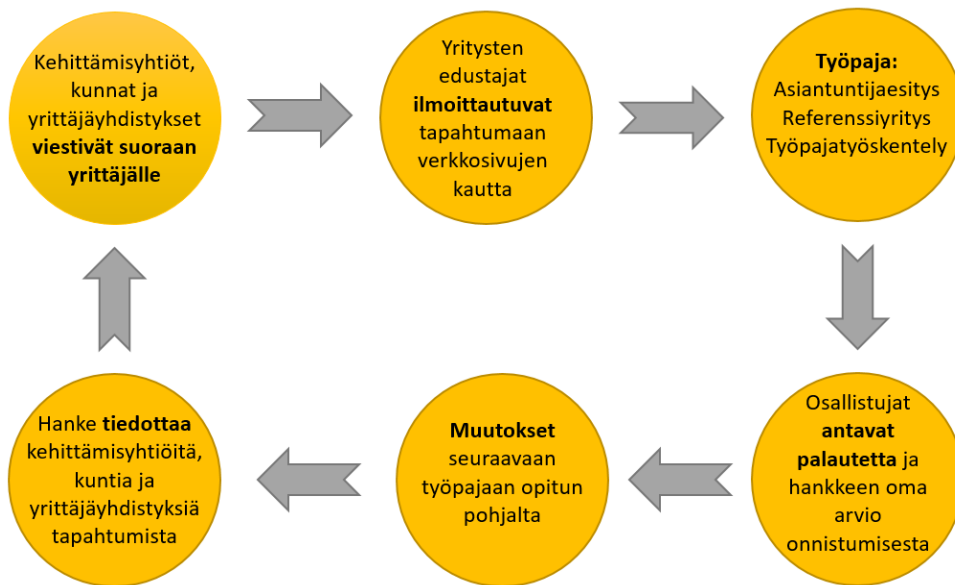 Kehittämisyhtiöt,
kunnat ja
yrittäjäyhdistykset
viestivät suoraan
yrittäjälle
Yritysten
edustajat
ilmoittautuvat
tapahtumaan
verkkosivujen
kautta
Työpaja:
Asiantuntijaesitys
Referenssiyritys
Työpajatyöskentely
Osallistujat
antavat
palautetta ja
hankkeen oma
arvio
onnistumisesta
Muutokset
seuraavaan
työpajaan opitun
pohjalta
Hanke tiedottaa
kehittämisyhtiöitä,
kuntia ja
yrittäjäyhdistyksiä
tapahtumista